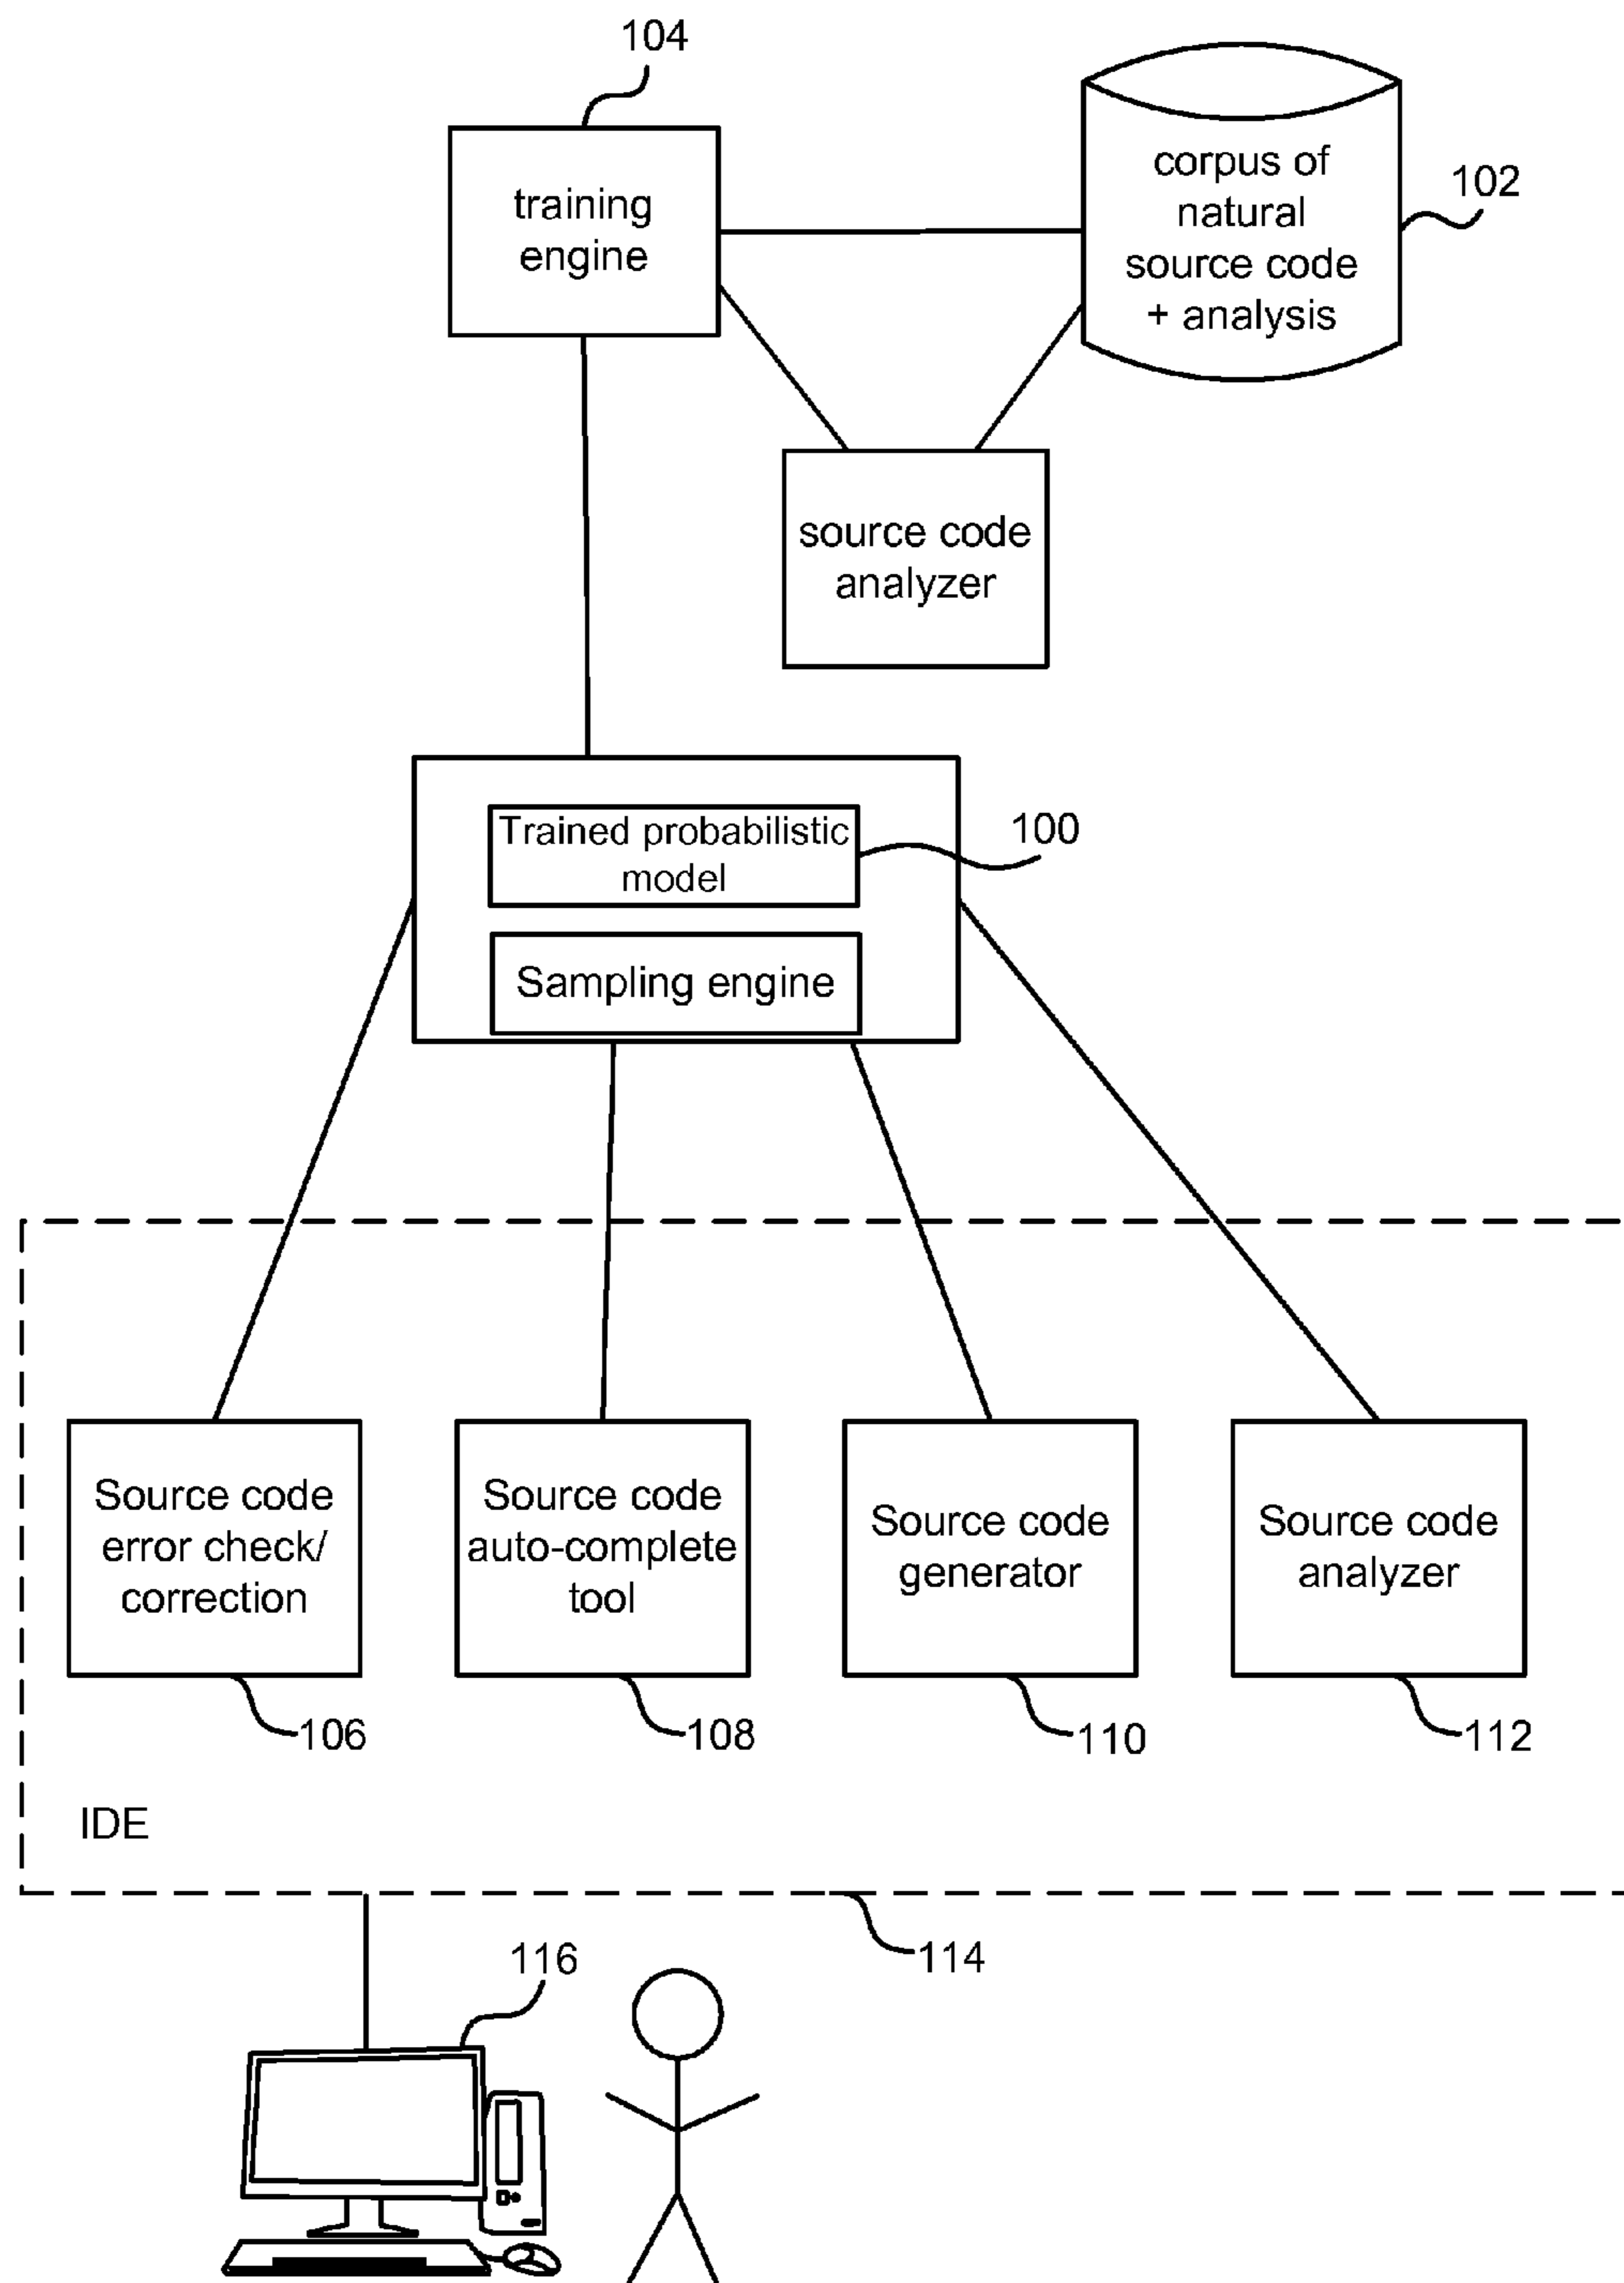 104
training
engine
corpus of
natural
source code
+ analysis
102
source code
analyzer
Trained probabilistic
model
100
Sampling engine
Source code
error check/
correction
Source code
auto-complete
tool
Source code
generator
Source code
analyzer
106
108
110
112
IDE
114
116